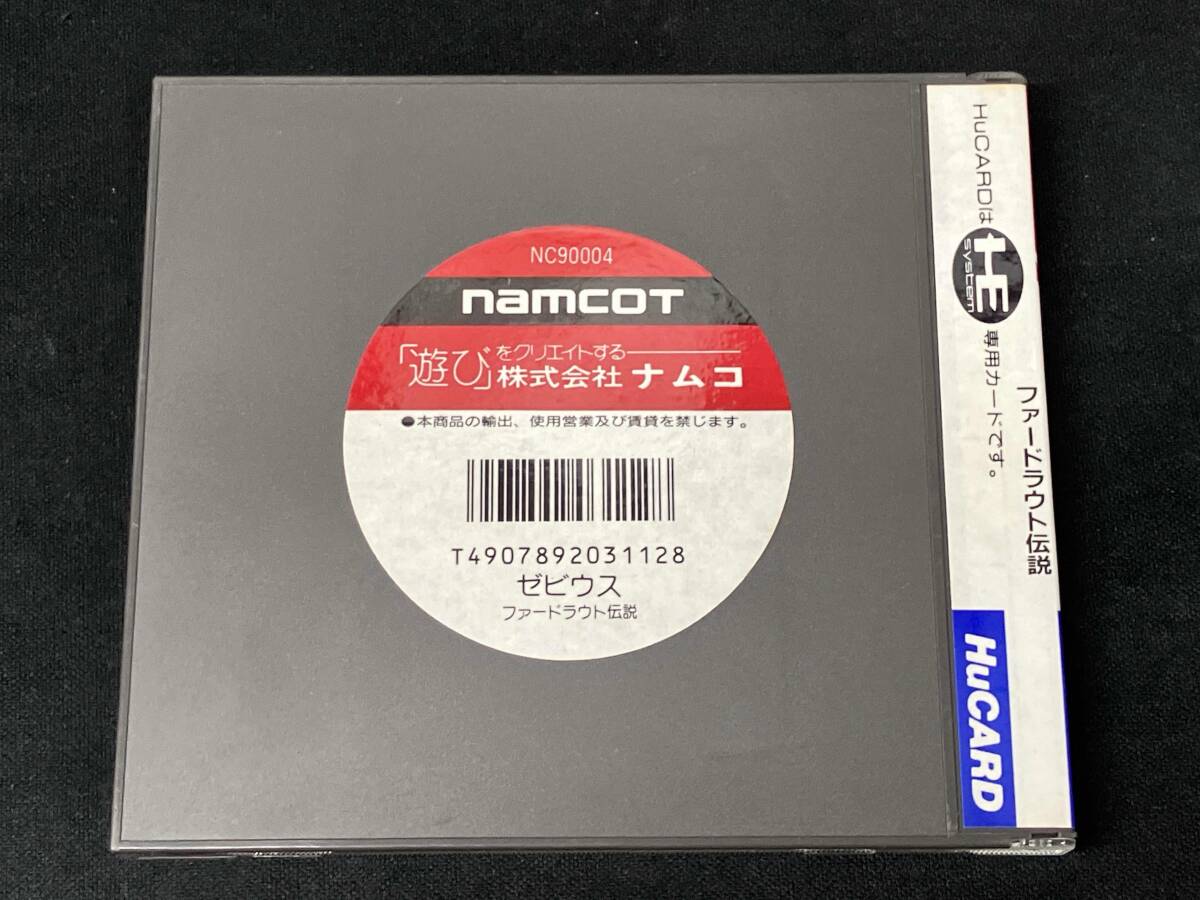 NC90004
namcot
「遊び」をクリエイトする
株式会社ナムコ
●本商品の輸出、使用営業及び賃貸を禁じます。
T4907892031128
ゼビウス
ファードラウト伝説
HuCARDは HE system 専用カードです。
ファードラウト伝説
HuCARD